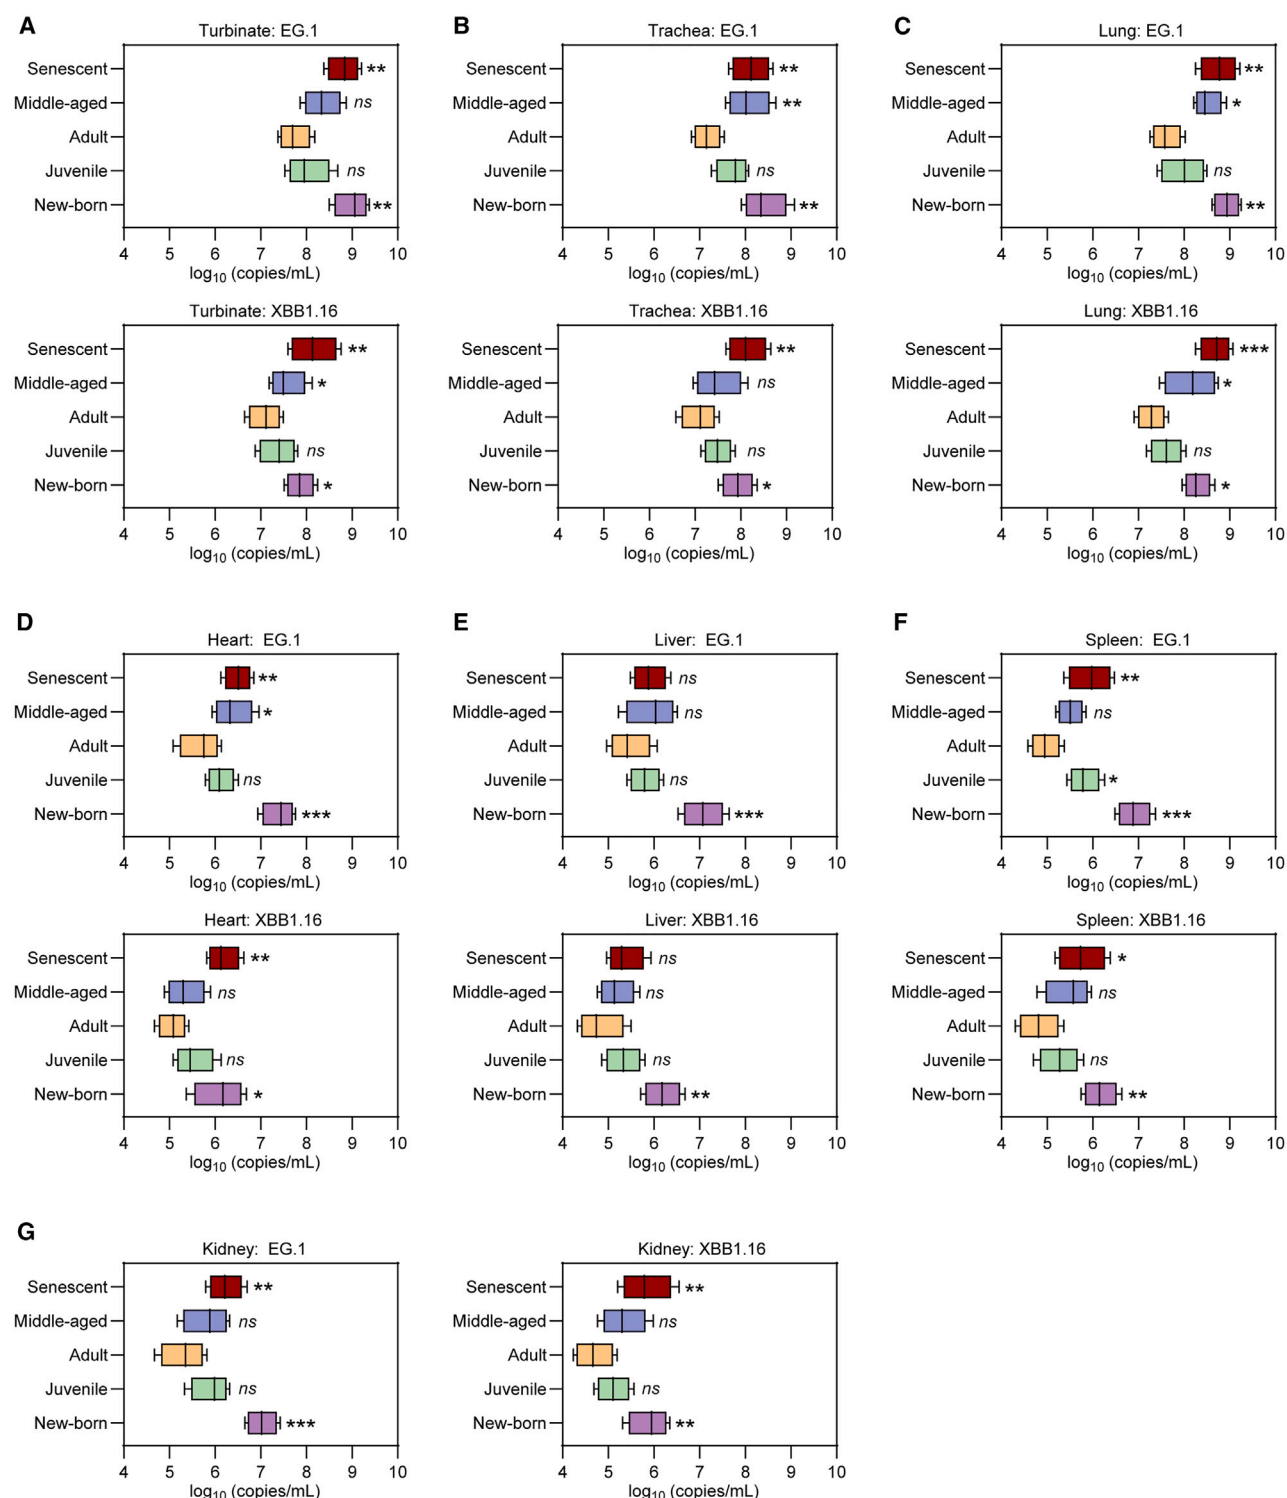 A
Turbinate: EG.1
Senescent **
Middle-aged ns
Adult
Juvenile ns
New-born **
4 5 6 7 8 9 10
log10 (copies/mL)
Turbinate: XBB1.16
Senescent **
Middle-aged *
Adult
Juvenile ns
New-born *
4 5 6 7 8 9 10
log10 (copies/mL)
B
Trachea: EG.1
Senescent **
Middle-aged **
Adult
Juvenile ns
New-born **
4 5 6 7 8 9 10
log10 (copies/mL)
Trachea: XBB1.16
Senescent **
Middle-aged ns
Adult
Juvenile ns
New-born *
4 5 6 7 8 9 10
log10 (copies/mL)
C
Lung: EG.1
Senescent **
Middle-aged *
Adult
Juvenile ns
New-born **
4 5 6 7 8 9 10
log10 (copies/mL)
Lung: XBB1.16
Senescent ***
Middle-aged *
Adult
Juvenile ns
New-born *
4 5 6 7 8 9 10
log10 (copies/mL)
D
Heart: EG.1
Senescent **
Middle-aged *
Adult
Juvenile ns
New-born ***
4 5 6 7 8 9 10
log10 (copies/mL)
Heart: XBB1.16
Senescent **
Middle-aged ns
Adult
Juvenile ns
New-born *
4 5 6 7 8 9 10
log10 (copies/mL)
E
Liver: EG.1
Senescent ns
Middle-aged ns
Adult
Juvenile ns
New-born ***
4 5 6 7 8 9 10
log10 (copies/mL)
Liver: XBB1.16
Senescent ns
Middle-aged ns
Adult
Juvenile ns
New-born **
4 5 6 7 8 9 10
log10 (copies/mL)
F
Spleen: EG.1
Senescent **
Middle-aged ns
Adult
Juvenile *
New-born ***
4 5 6 7 8 9 10
log10 (copies/mL)
Spleen: XBB1.16
Senescent *
Middle-aged ns
Adult
Juvenile ns
New-born **
4 5 6 7 8 9 10
log10 (copies/mL)
G
Kidney: EG.1
Senescent **
Middle-aged ns
Adult
Juvenile ns
New-born ***
4 5 6 7 8 9 10
log10 (copies/mL)
Kidney: XBB1.16
Senescent **
Middle-aged ns
Adult
Juvenile ns
New-born **
4 5 6 7 8 9 10
log10 (copies/mL)